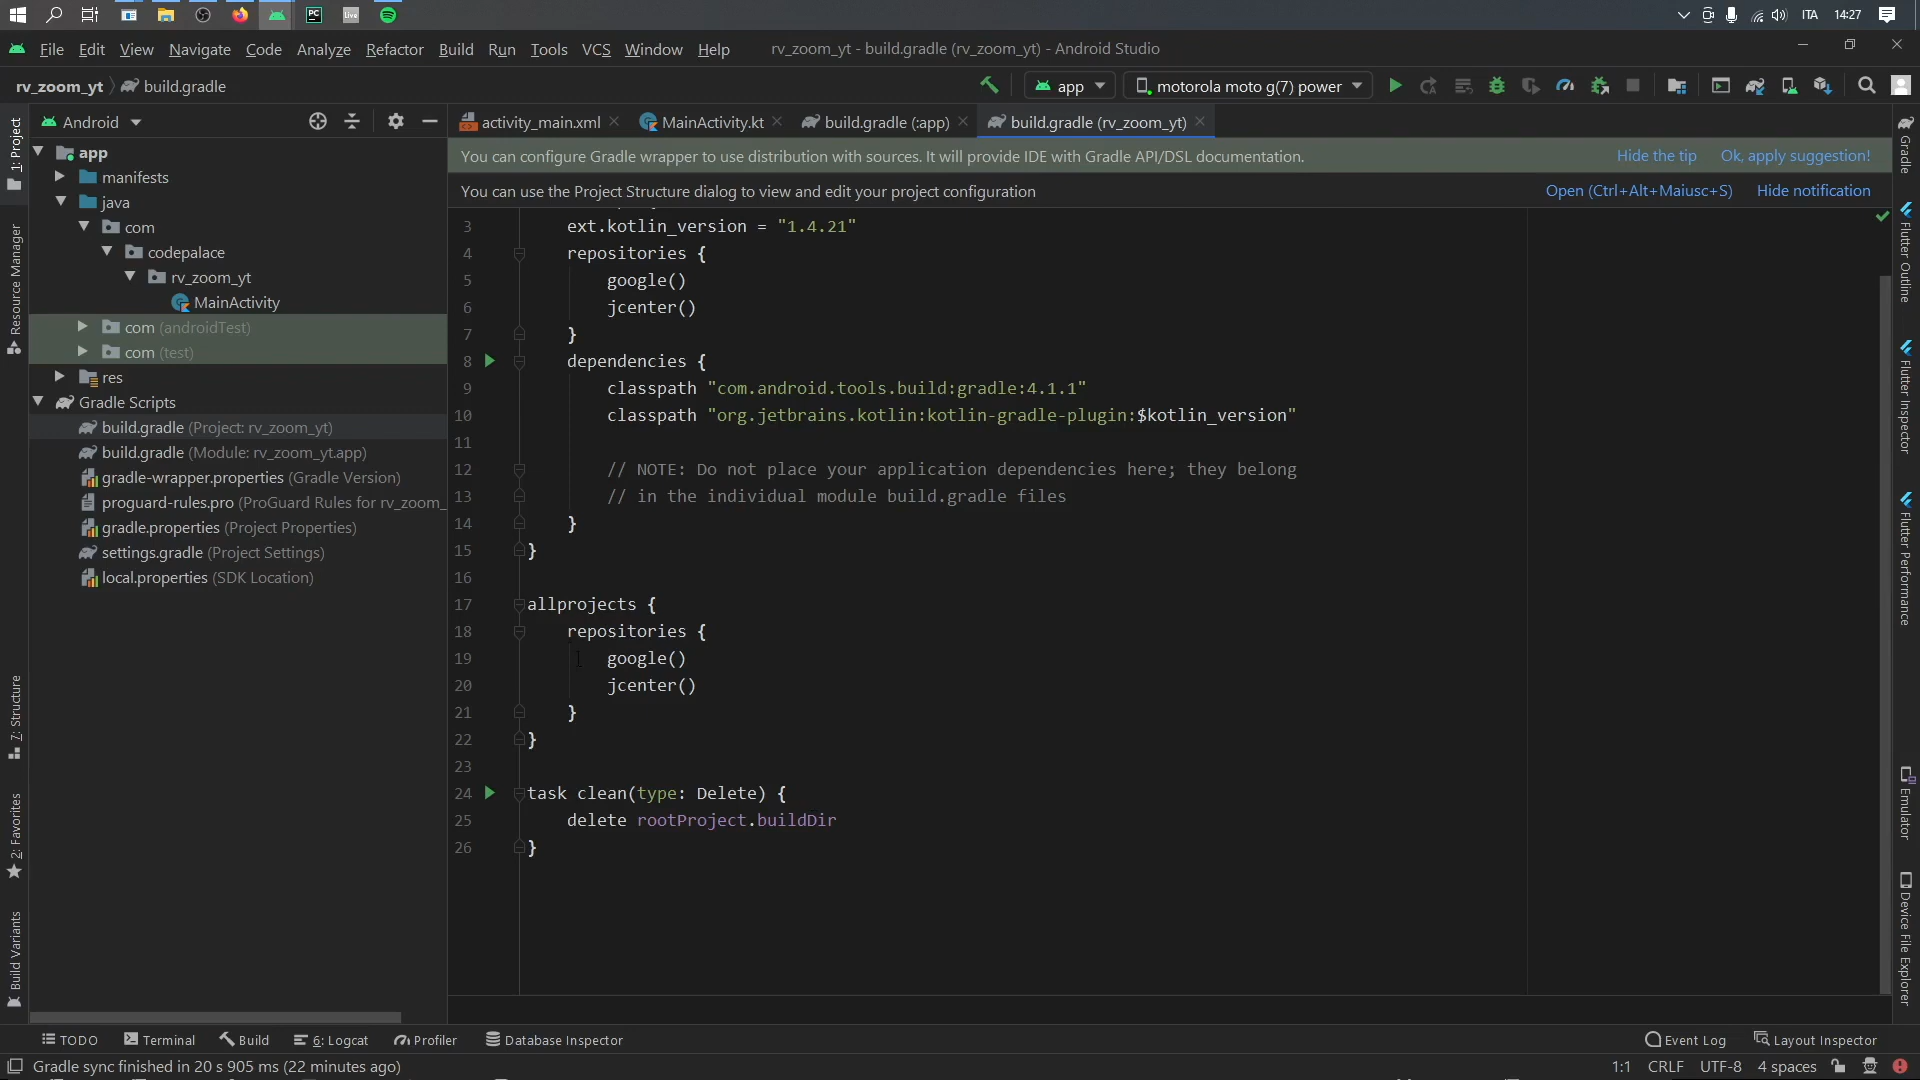 PC
Live
ITA
14:27
File Edit View Navigate Code Analyze Refactor Build Run Tools VCS Window Help rv_zoom_yt - build.gradle (rv_zoom_yt) - Android Studio
rv_zoom_yt build.gradle
app
motorola moto g(7) power
Android
activity_main.xml
MainActivity.kt
build.gradle (:app)
build.gradle (rv_zoom_yt)
You can configure Gradle wrapper to use distribution with sources. It will provide IDE with Gradle API/DSL documentation. Hide the tip Ok, apply suggestion!
You can use the Project Structure dialog to view and edit your project configuration Open (Ctrl+Alt+Maiusc+S) Hide notification
1: Project
Resource Manager
7: Structure
2: Favorites
Build Variants
app
manifests
java
com
codepalace
rv_zoom_yt
MainActivity
com (androidTest)
com (test)
res
Gradle Scripts
build.gradle (Project: rv_zoom_yt)
build.gradle (Module: rv_zoom_yt.app)
gradle-wrapper.properties (Gradle Version)
proguard-rules.pro (ProGuard Rules for rv_zoom_
gradle.properties (Project Properties)
settings.gradle (Project Settings)
local.properties (SDK Location)
3 ext.kotlin_version = "1.4.21"
4 repositories {
5 google()
6 jcenter()
7 }
8 dependencies {
9 classpath "com.android.tools.build:gradle:4.1.1"
10 classpath "org.jetbrains.kotlin:kotlin-gradle-plugin:$kotlin_version"
11
12 // NOTE: Do not place your application dependencies here; they belong
13 // in the individual module build.gradle files
14 }
15 }
16
17 allprojects {
18 repositories {
19 google()
20 jcenter()
21 }
22 }
23
24 task clean(type: Delete) {
25 delete rootProject.buildDir
26 }
Gradle
Flutter Outline
Flutter Inspector
Flutter Performance
Emulator
Device File Explorer
TODO Terminal Build 6: Logcat Profiler Database Inspector Event Log Layout Inspector
Gradle sync finished in 20 s 905 ms (22 minutes ago) 1:1 CRLF UTF-8 4 spaces